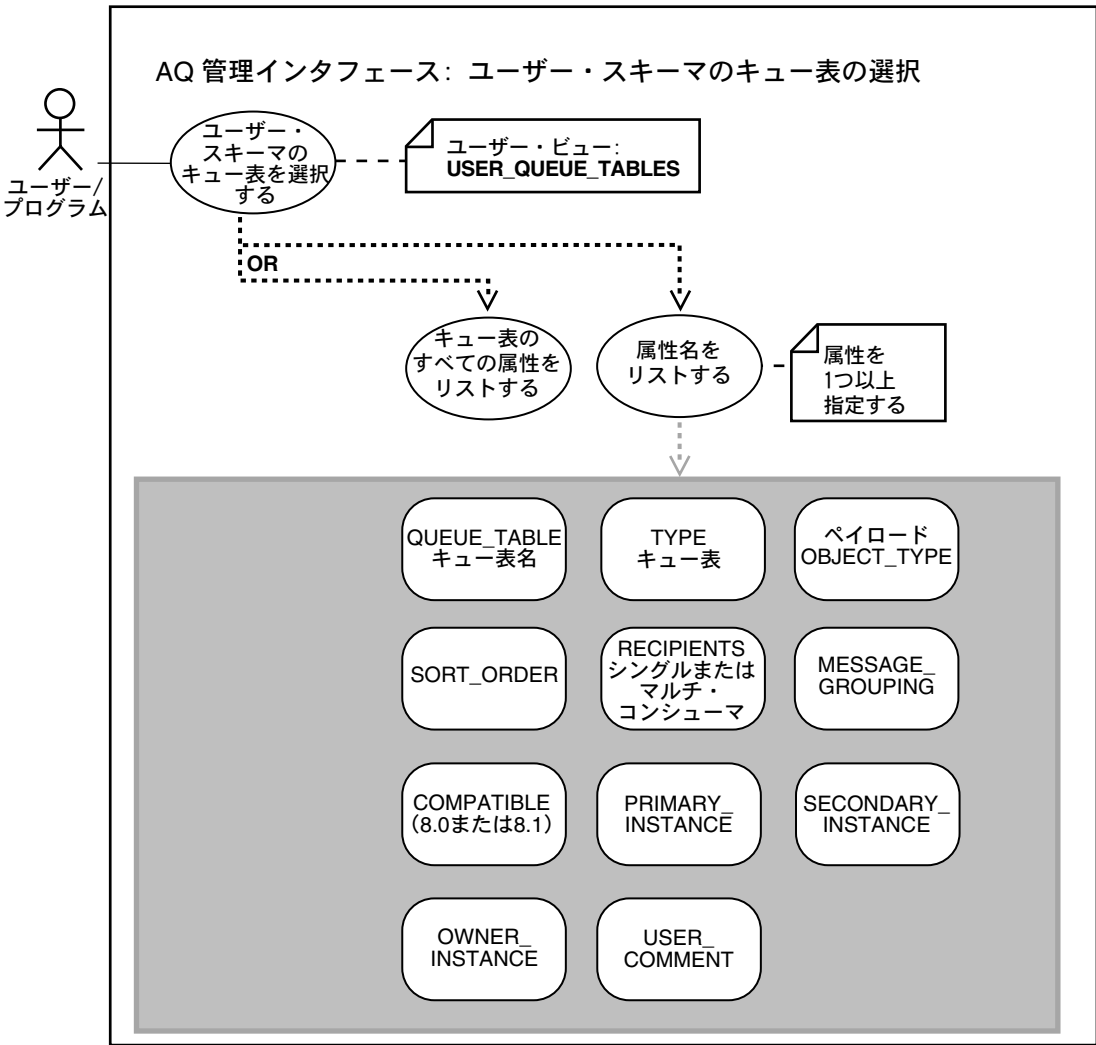 AQ 管理インタフェース: ユーザー・スキーマのキュー表の選択
ユーザー/
プログラム
ユーザー・
スキーマの
キュー表を選択
する
ユーザー・ビュー:
USER_QUEUE_TABLES
OR
キュー表の
すべての属性を
リストする
属性名を
リストする
属性を
1つ以上
指定する
QUEUE_TABLE
キュー表名
TYPE
キュー表
ペイロード
OBJECT_TYPE
SORT_ORDER
RECIPIENTS
シングルまたは
マルチ・
コンシューマ
MESSAGE_
GROUPING
COMPATIBLE
(8.0または8.1)
PRIMARY_
INSTANCE
SECONDARY_
INSTANCE
OWNER_
INSTANCE
USER_
COMMENT